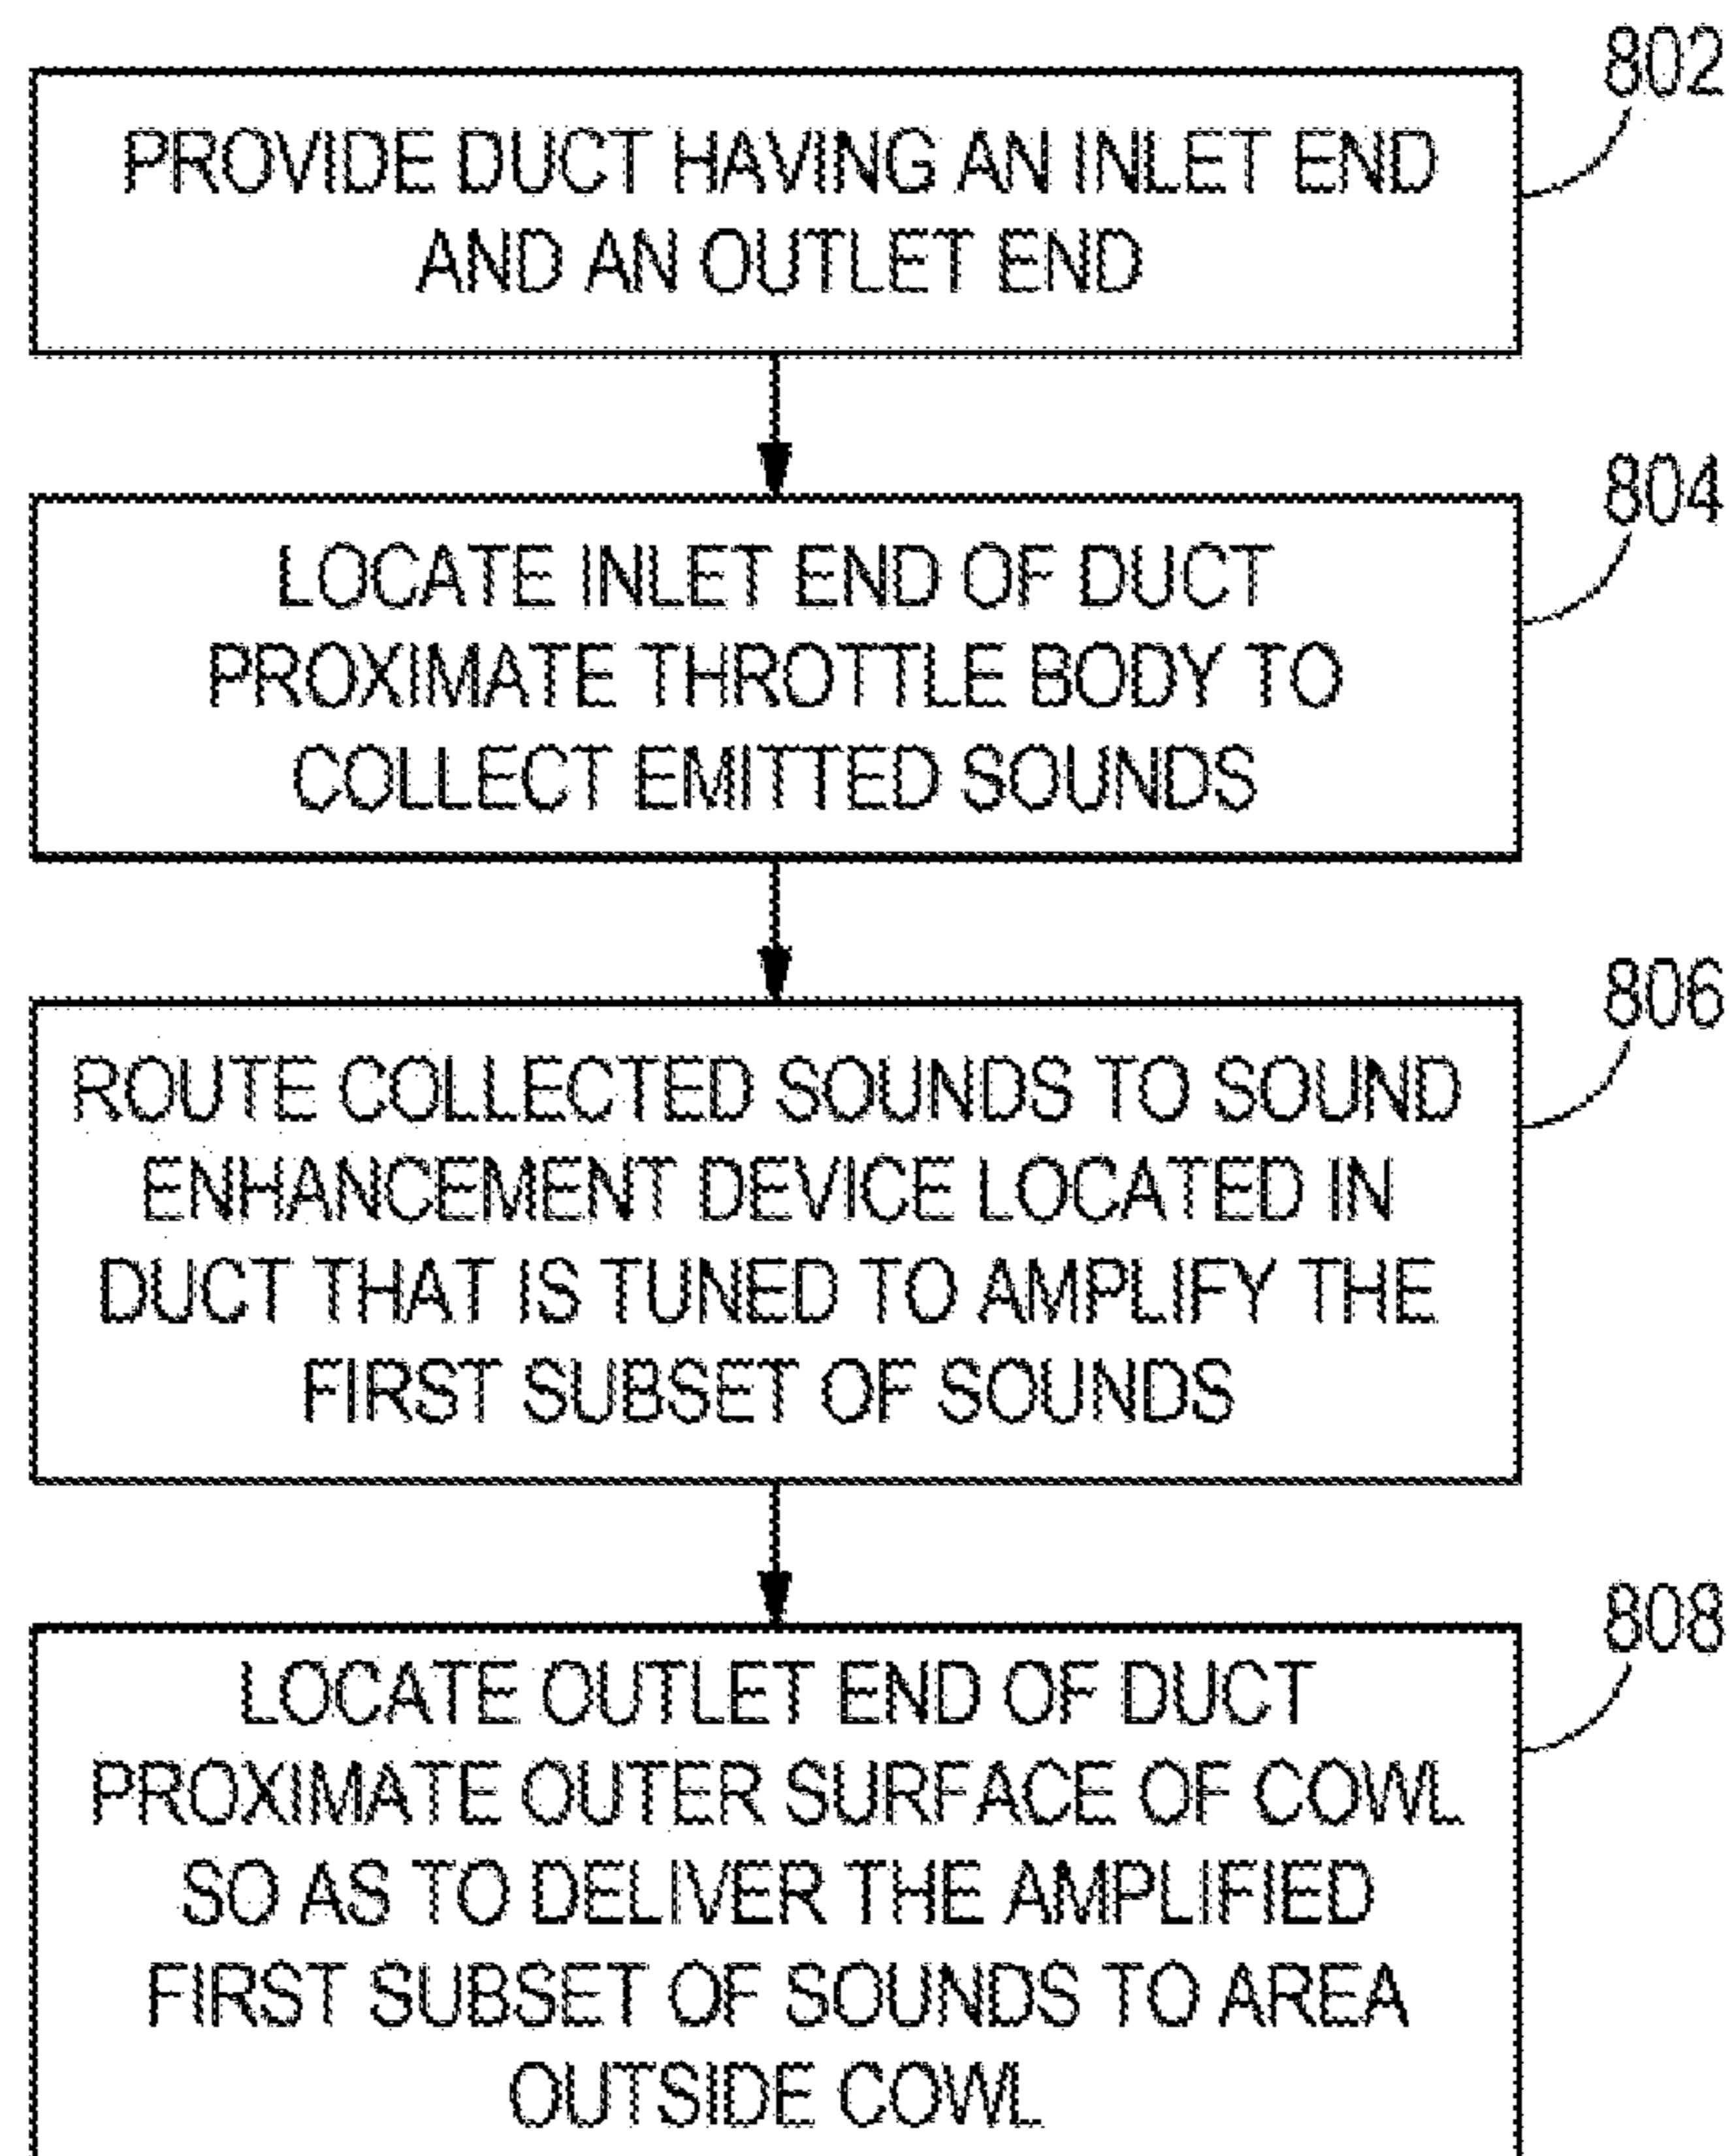 802
PROVIDE DUCT HAVING AN INLET END
AND AN OUTLET END
804
LOCATE INLET END OF DUCT
PROXIMATE THROTTLE BODY TO
COLLECT EMITTED SOUNDS
806
ROUTE COLLECTED SOUNDS TO SOUND
ENHANCEMENT DEVICE LOCATED IN
DUCT THAT IS TUNED TO AMPLIFY THE
FIRST SUBSET OF SOUNDS
808
LOCATE OUTLET END OF DUCT
PROXIMATE OUTER SURFACE OF COWL
SO AS TO DELIVER THE AMPLIFIED
FIRST SUBSET OF SOUNDS TO AREA
OUTSIDE COWL